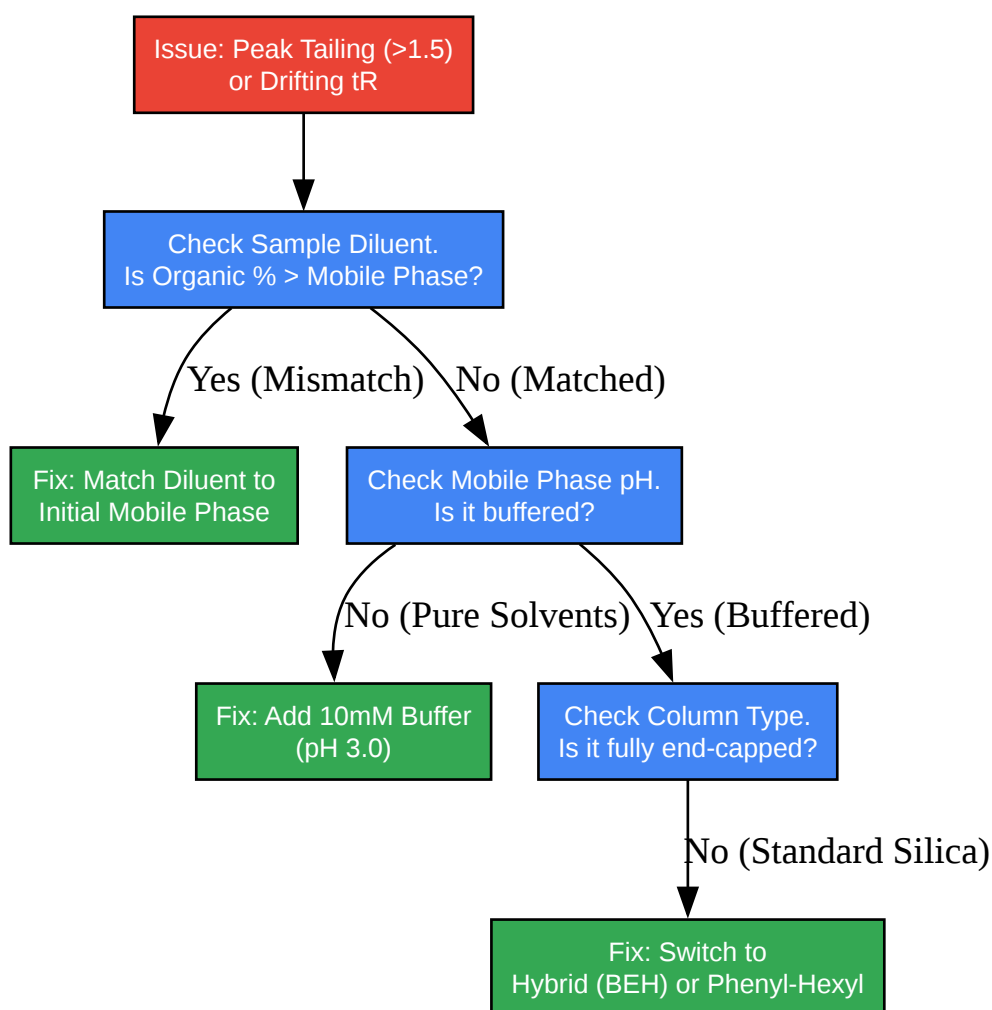 Issue: Peak Tailing (>1.5)
or Drifting tR
Check Sample Diluent.
Is Organic % > Mobile Phase?
Yes (Mismatch)
No (Matched)
Fix: Match Diluent to
Initial Mobile Phase
Check Mobile Phase pH.
Is it buffered?
No (Pure Solvents)
Yes (Buffered)
Fix: Add 10mM Buffer
(pH 3.0)
Check Column Type.
Is it fully end-capped?
No (Standard Silica)
Fix: Switch to
Hybrid (BEH) or Phenyl-Hexyl